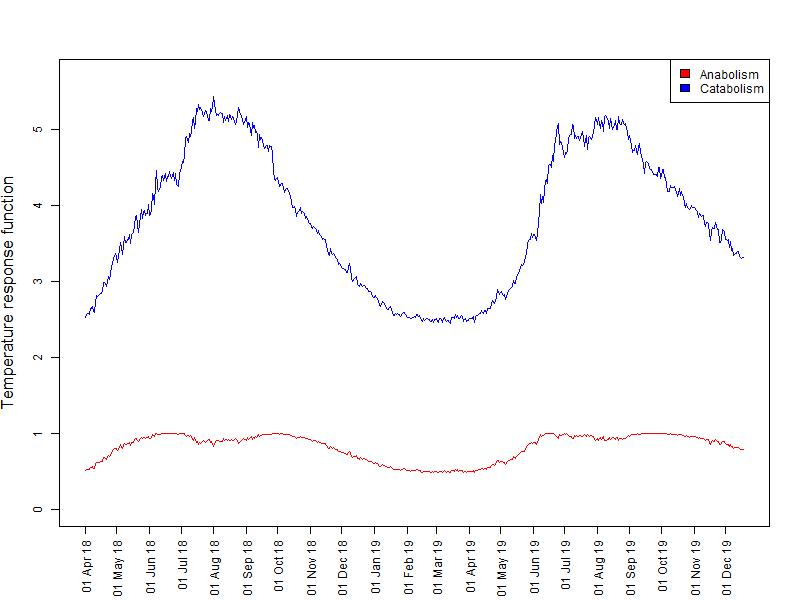 Anabolism
Catabolism
Temperature response function
5
4
3
2
1
0
01 Apr 18
01 May 18
01 Jun 18
01 Jul 18
01 Aug 18
01 Sep 18
01 Oct 18
01 Nov 18
01 Dec 18
01 Jan 19
01 Feb 19
01 Mar 19
01 Apr 19
01 May 19
01 Jun 19
01 Jul 19
01 Aug 19
01 Sep 19
01 Oct 19
01 Nov 19
01 Dec 19